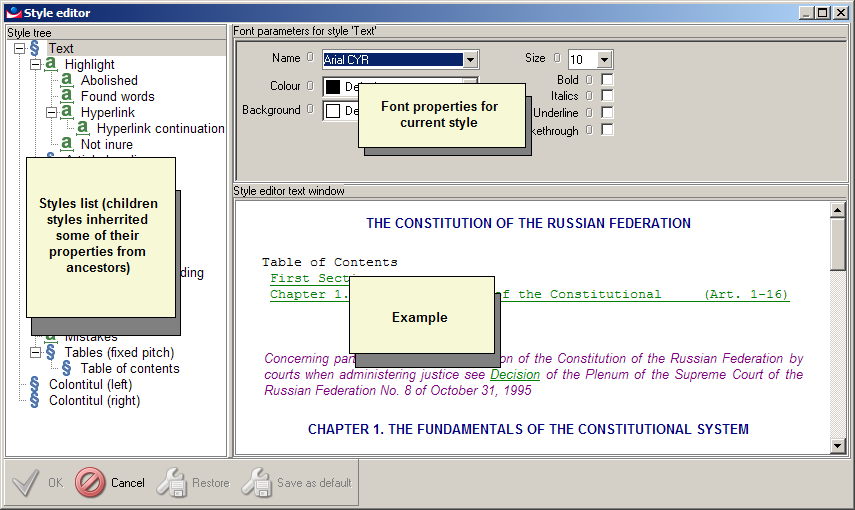 Style editor
Style tree
Text
Highlight
Abolished
Found words
Hyperlink
Hyperlink continuation
Not inure
Styles list (children
styles inherrited
some of their
properties from
ancestors)
ding
Mistakes
Tables (fixed pitch)
Table of contents
Colontitul (left)
Colontitul (right)
Font parameters for style 'Text'
Name Arial CYR Size 10
Colour Bold
Italics
Background Underline
kethrough
Font properties for
current style
Style editor text window
THE CONSTITUTION OF THE RUSSIAN FEDERATION
Table of Contents
First Secti
Chapter 1. f the Constitutional (Art. 1-16)
Example
Concerning part on of the Constitution of the Russian Federation by
courts when administering justice see Decision of the Plenum of the Supreme Court of the
Russian Federation No. 8 of October 31, 1995
CHAPTER 1. THE FUNDAMENTALS OF THE CONSTITUTIONAL SYSTEM
OK Cancel Restore Save as default